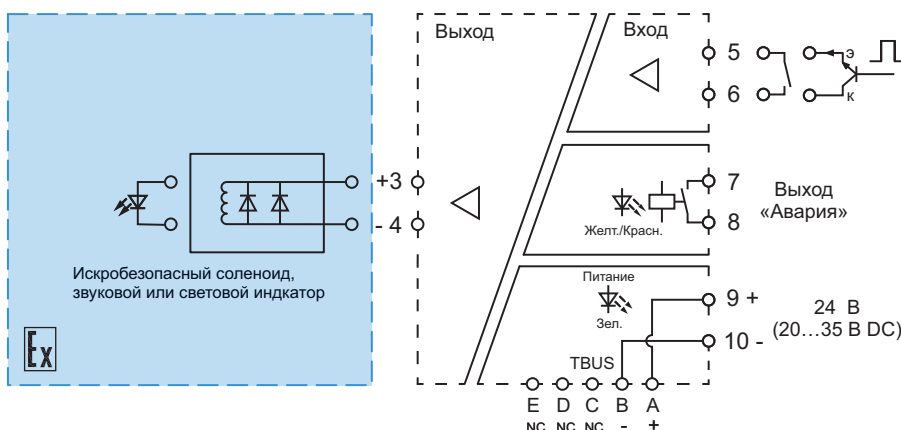 Выход
Вход
5
э
6
к
+3
- 4
7
8
Выход
«Авария»
Желт./Красн.
Искробезопасный соленоид,
звуковой или световой индкатор
Питание
Зел.
9 +
10 -
24 В
(20...35 В DC)
TBUS
Ex
E D C B A
NC NC NC - +